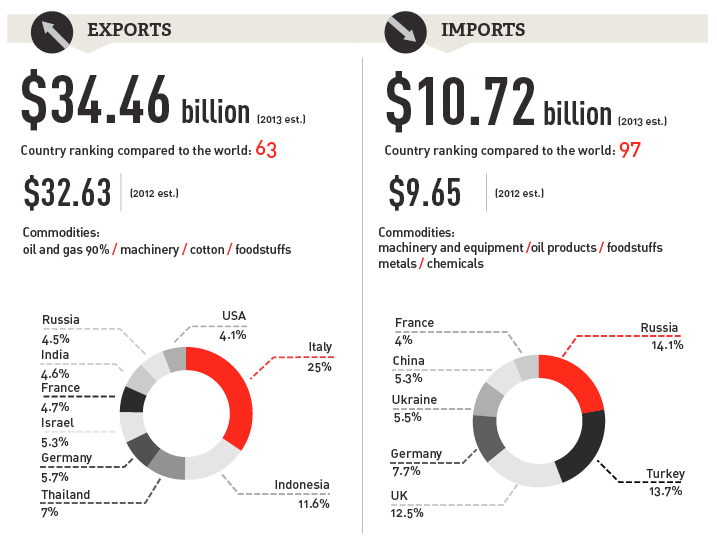 EXPORTS
$34.46 billion (2013 est.)
Country ranking compared to the world: 63
$32.63 (2012 est.)
Commodities:
oil and gas 90% / machinery / cotton / foodstuffs
Russia
4.5%
India
4.6%
France
4.7%
Israel
5.3%
Germany
5.7%
Thailand
7%
USA
4.1%
Italy
25%
Indonesia
11.6%
IMPORTS
$10.72 billion (2013 est.)
Country ranking compared to the world: 97
$9.65 (2012 est.)
Commodities:
machinery and equipment /oil products / foodstuffs
metals / chemicals
France
4%
China
5.3%
Ukraine
5.5%
Germany
7.7%
UK
12.5%
Russia
14.1%
Turkey
13.7%